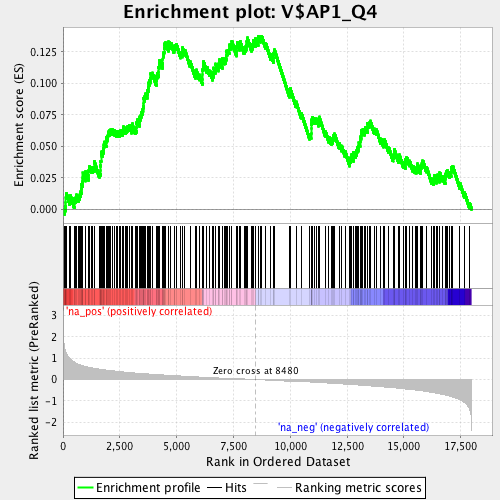 Enrichment plot: V$AP1_Q4
Enrichment score (ES)
0.125
0.100
0.075
0.050
0.025
0.000
'na_pos' (positively correlated)
Ranked list metric (PreRanked)
3
2
1
0
-1
-2
Zero cross at 8480
'na_neg' (negatively correlated)
0
2,500
5,000
7,500
10,000
12,500
15,000
17,500
Rank in Ordered Dataset
Enrichment profile
Hits
Ranking metric scores